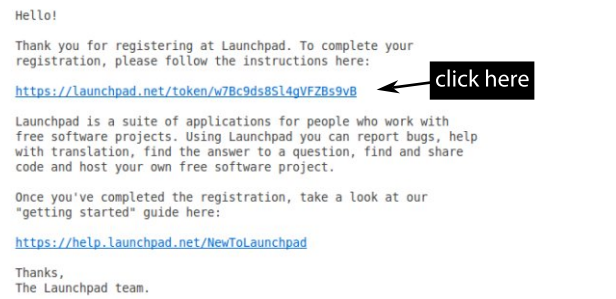 Hello!
Thank you for registering at Launchpad. To complete your
registration, please follow the instructions here:
https://launchpad.net/token/w7Bc9ds8Sl4gVFZBs9vB
click here
Launchpad is a suite of applications for people who work with
free software projects. Using Launchpad you can report bugs, help
with translation, find the answer to a question, find and share
code and host your own free software project.
Once you've completed the registration, take a look at our
"getting started" guide here:
https://help.launchpad.net/NewToLaunchpad
Thanks,
The Launchpad team.